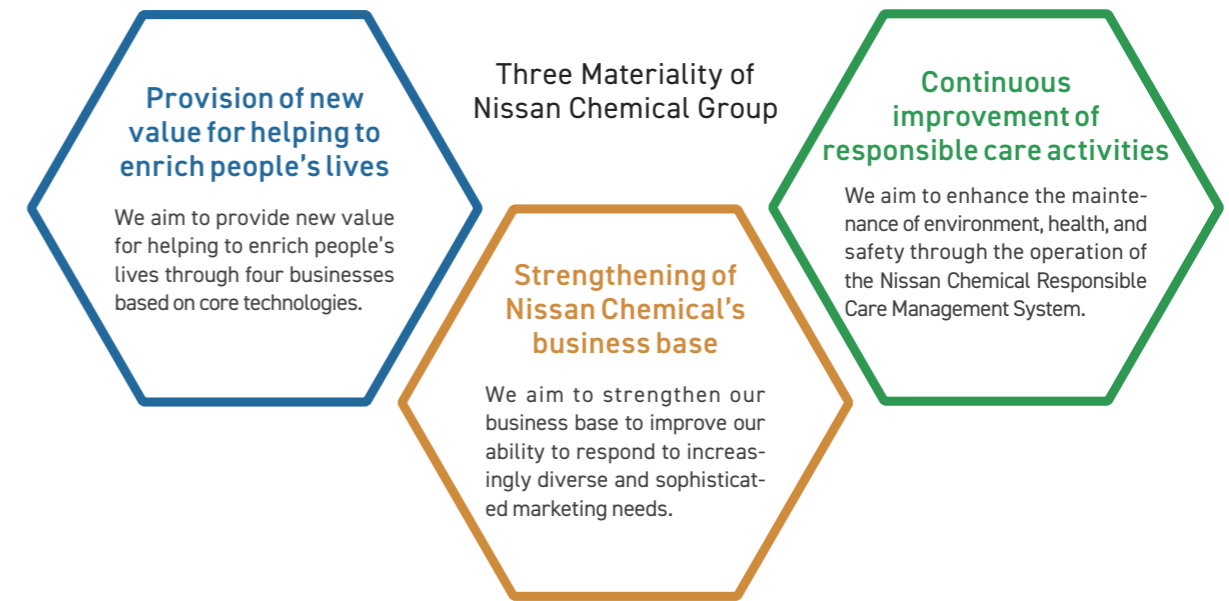 Three Materiality of
Nissan Chemical Group
Provision of new
value for helping to
enrich people's lives
We aim to provide new value
for helping to enrich people's
lives through four businesses
based on core technologies.
Strengthening of
Nissan Chemical's
business base
We aim to strengthen our
business base to improve our
ability to respond to increas-
ingly diverse and sophisticat-
ed marketing needs.
Continuous
improvement of
responsible care activities
We aim to enhance the mainte-
nance of environment, health, and
safety through the operation of
the Nissan Chemical Responsible
Care Management System.